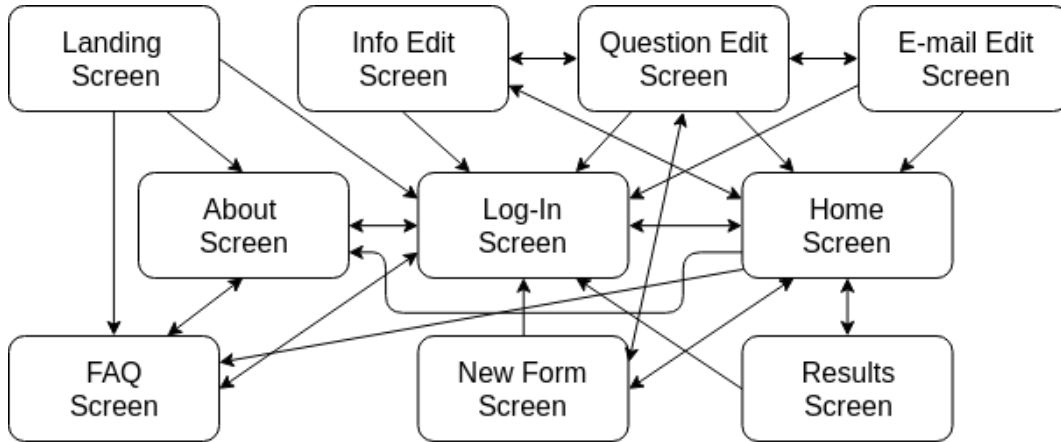 Landing
Screen
Info Edit
Screen
Question Edit
Screen
E-mail Edit
Screen
About
Screen
Log-In
Screen
Home
Screen
FAQ
Screen
New Form
Screen
Results
Screen